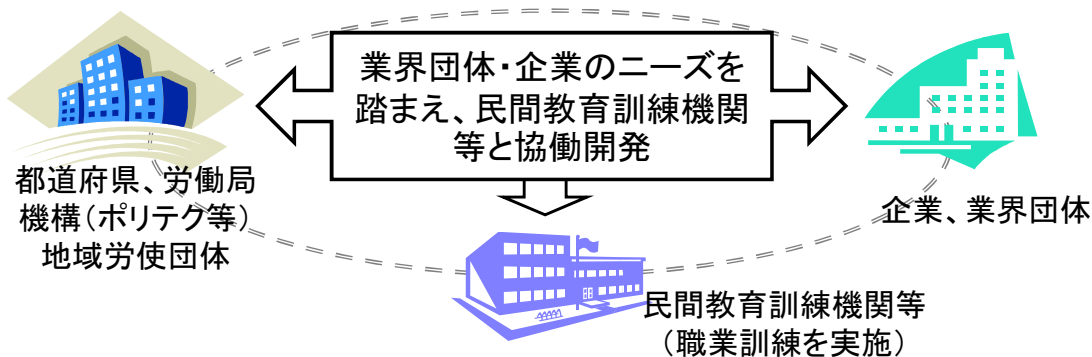 業界団体・企業のニーズを
踏まえ、民間教育訓練機関
等と協働開発
都道府県、労働局
機構(ポリテク等)
地域労使団体
企業、業界団体
民間教育訓練機関等
(職業訓練を実施)